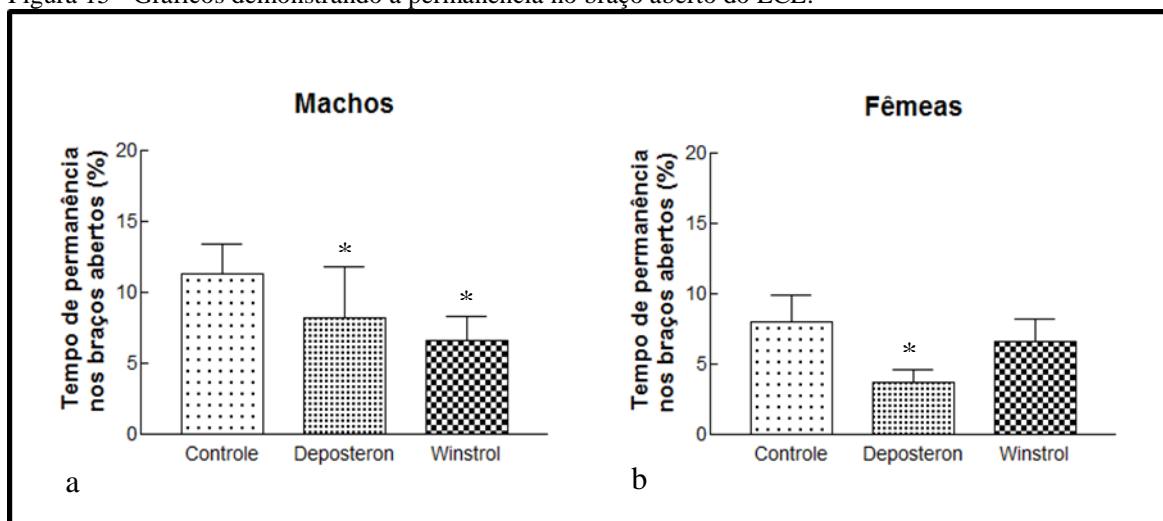 Figura - Gráficos demonstrando a permanência no braço aberto do LCE.
Machos
Tempo de permanência
nos braços abertos (%)
20
15
10
5
0
*
*
Controle Deposteron Winstrol
a
Fêmeas
Tempo de permanência
nos braços abertos (%)
20
15
10
5
0
*
Controle Deposteron Winstrol
b